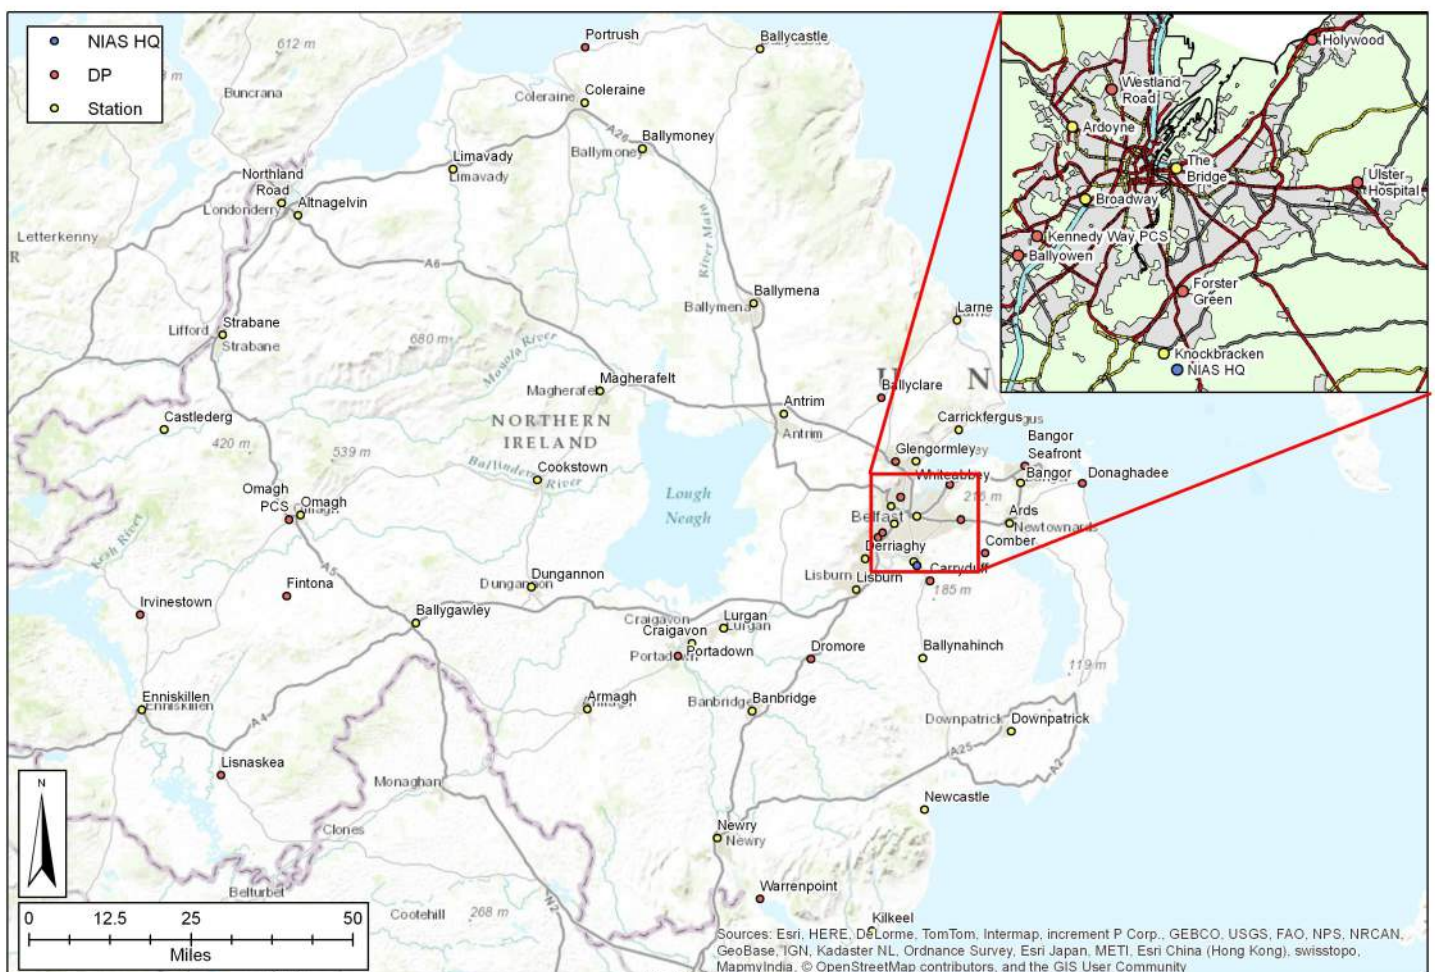 NIAS HQ
DP
Station
612 m
Buncrana
Portrush
Ballycastle
Coleraine
Coleraine
A26
Ballymoney
Ballymoney
Limavady
Limavady
Northland
Road
Londonderry
Altnagelvin
Letterkenny
R
A6
River Main
Ballymena
Ballymena
Larne
Lifford
Strabane
Strabane
680 m
Moyola River
Magherafelt
Castlederg
420 m
539 m
NORTHERN
IRELAND
Ballinderry
River
Cookstown
Antrim
Antrim
U
N
Ballyclare
Carrickfergus
Glengormley
Whiteabbey
Bangor
Seafront
Bangor
Donaghadee
215 m
Belfast
Ards
Newtownards
Comber
Derriaghy
Lisburn
Lisburn
Carryduff
185 m
Lough
Neagh
Omagh
PCS
Omagh
Kesh River
A5
Fintona
Irvinestown
Dungannon
Dungannon
Ballygawley
Craigavon
Craigavon
Lurgan
Lurgan
Portadown
Dromore
Ballynahinch
119 m
Enniskillen
Enniskillen
A4
Armagh
Banbridge
Banbridge
Downpatrick
Downpatrick
A25
A2
Lisnaskea
Monaghan
Newcastle
Clones
Newry
Newry
Belturbet
Cootehill
268 m
N2
Warrenpoint
Kilkeel
N
0 12.5 25 50
Miles
Holywood
Westland
Road
Ardoyne
The
Bridge
Ulster
Hospital
Broadway
Kennedy Way PCS
Ballyowen
Forster
Green
Knockbracken
NIAS HQ
Sources: Esri, HERE, DeLorme, TomTom, Intermap, increment P Corp., GEBCO, USGS, FAO, NPS, NRCAN,
GeoBase, IGN, Kadaster NL, Ordnance Survey, Esri Japan, METI, Esri China (Hong Kong), swisstopo,
MapmyIndia, © OpenStreetMap contributors, and the GIS User Community